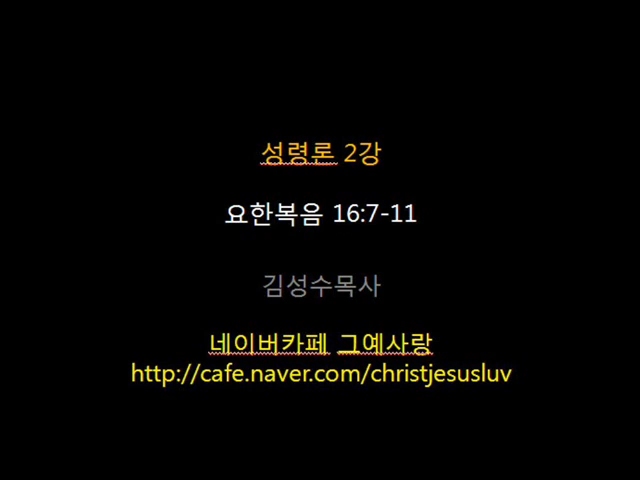 성령론 2강
요한복음 16:7-11
김성수목사
네이버카페 그예사랑
http://cafe.naver.com/christjesusluv